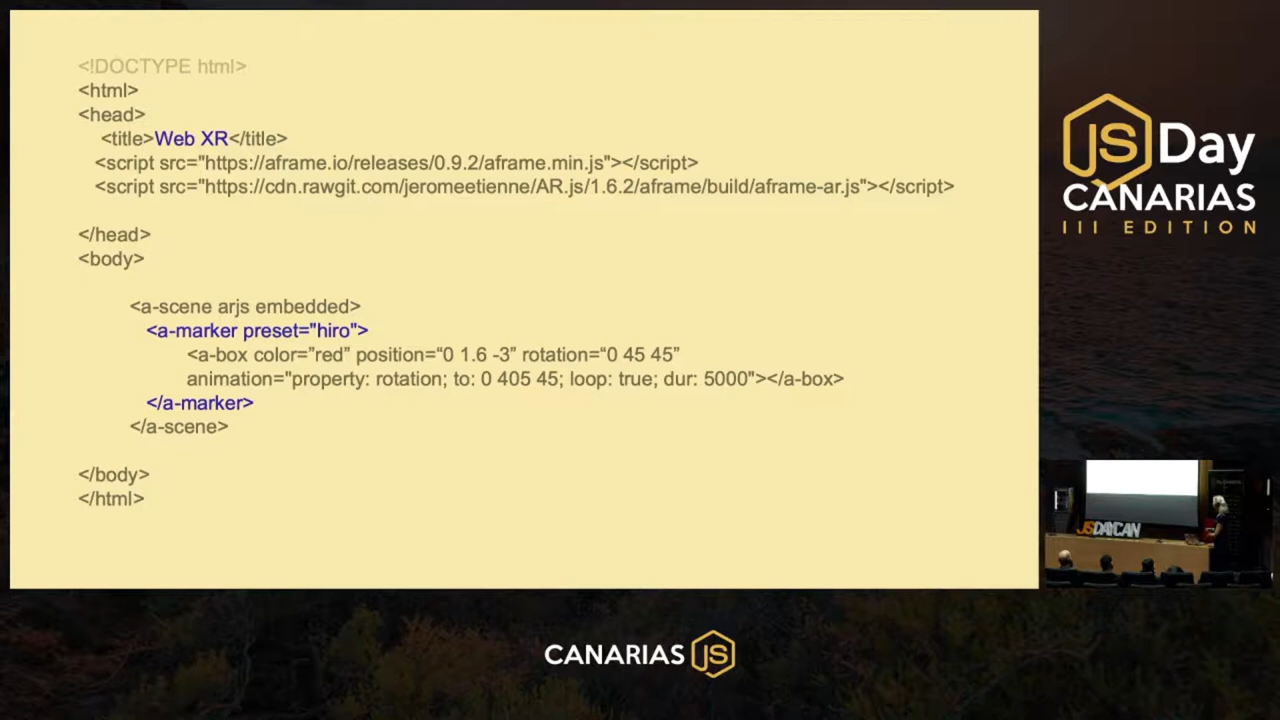 <!DOCTYPE html>
<html>
<head>
<title>Web XR</title>
<script src="https://aframe.io/releases/0.9.2/aframe.min.js"></script>
<script src="https://cdn.rawgit.com/jeromeetienne/AR.js/1.6.2/aframe/build/aframe-ar.js"></script>
</head>
<body>
<a-scene arjs embedded>
<a-marker preset="hiro">
<a-box color="red” position=“0 1.6 -3” rotation=“0 45 45”
animation="property: rotation; to: 0 405 45; loop: true; dur: 5000"></a-box>
</a-marker>
</a-scene>
</body>
</html>
JS Day
CANARIAS
III EDITION
JSDAYCAN
CANARIAS JS